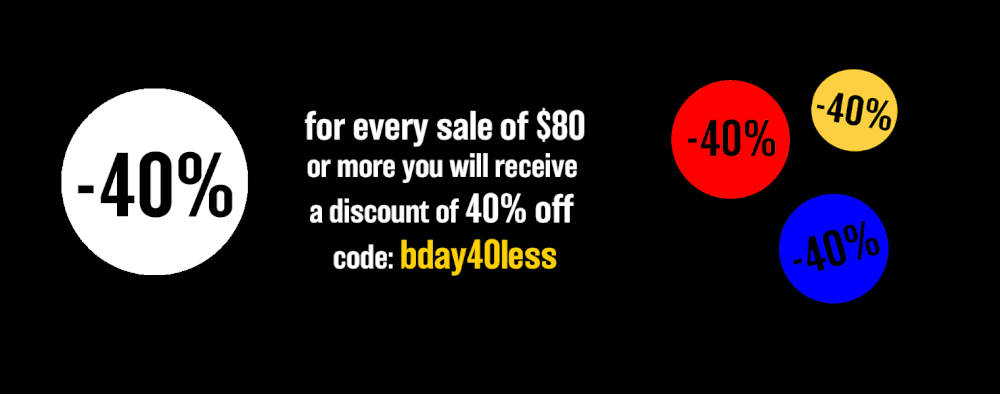 -40%
for every sale of $80
or more you will receive
a discount of 40% off
code: bday40less
-40%
-40%
-40%